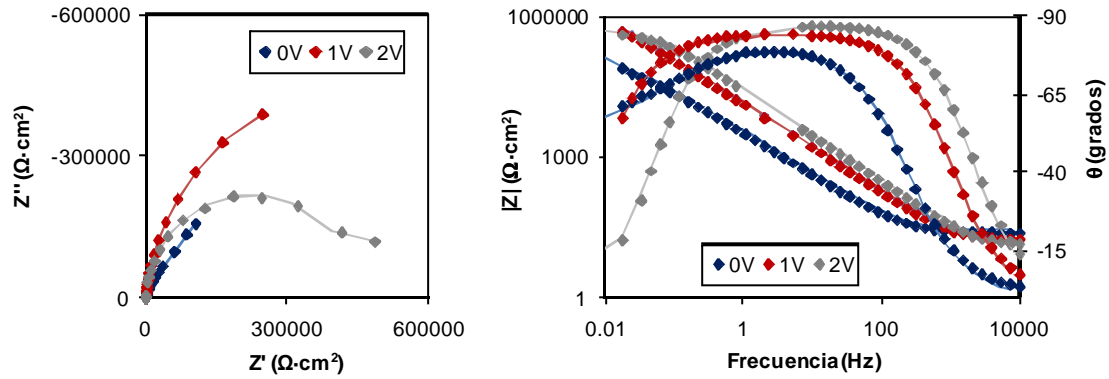 -600000
-300000
0
0
300000
600000
Z'' (Ω·cm²)
Z' (Ω·cm²)
0V 1V 2V
1000000
1000
1
|Z| (Ω·cm²)
0.01
1
100
10000
Frecuencia(Hz)
-90
-65
-40
-15
θ (grados)
0V 1V 2V